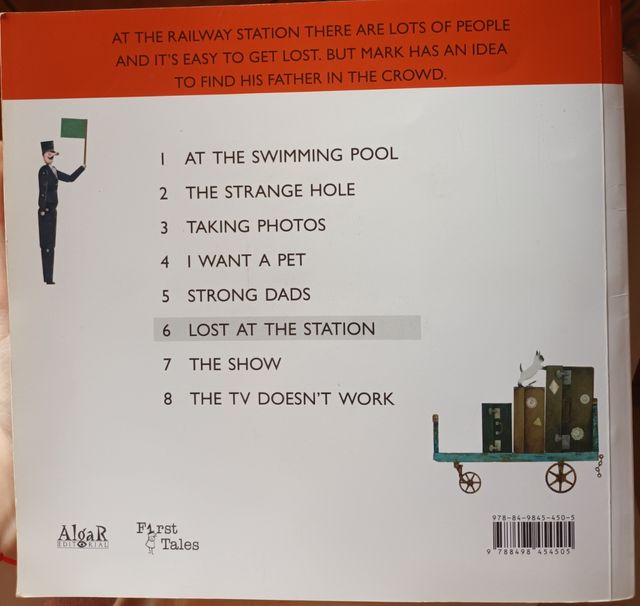 AT THE RAILWAY STATION THERE ARE LOTS OF PEOPLE
AND IT'S EASY TO GET LOST. BUT MARK HAS AN IDEA
TO FIND HIS FATHER IN THE CROWD.
1 AT THE SWIMMING POOL
2 THE STRANGE HOLE
3 TAKING PHOTOS
4 I WANT A PET
5 STRONG DADS
6 LOST AT THE STATION
7 THE SHOW
8 THE TV DOESN'T WORK
AlgaR
EDITORIAL
First
Tales
978-84-9845-450-5
9 788498 454505